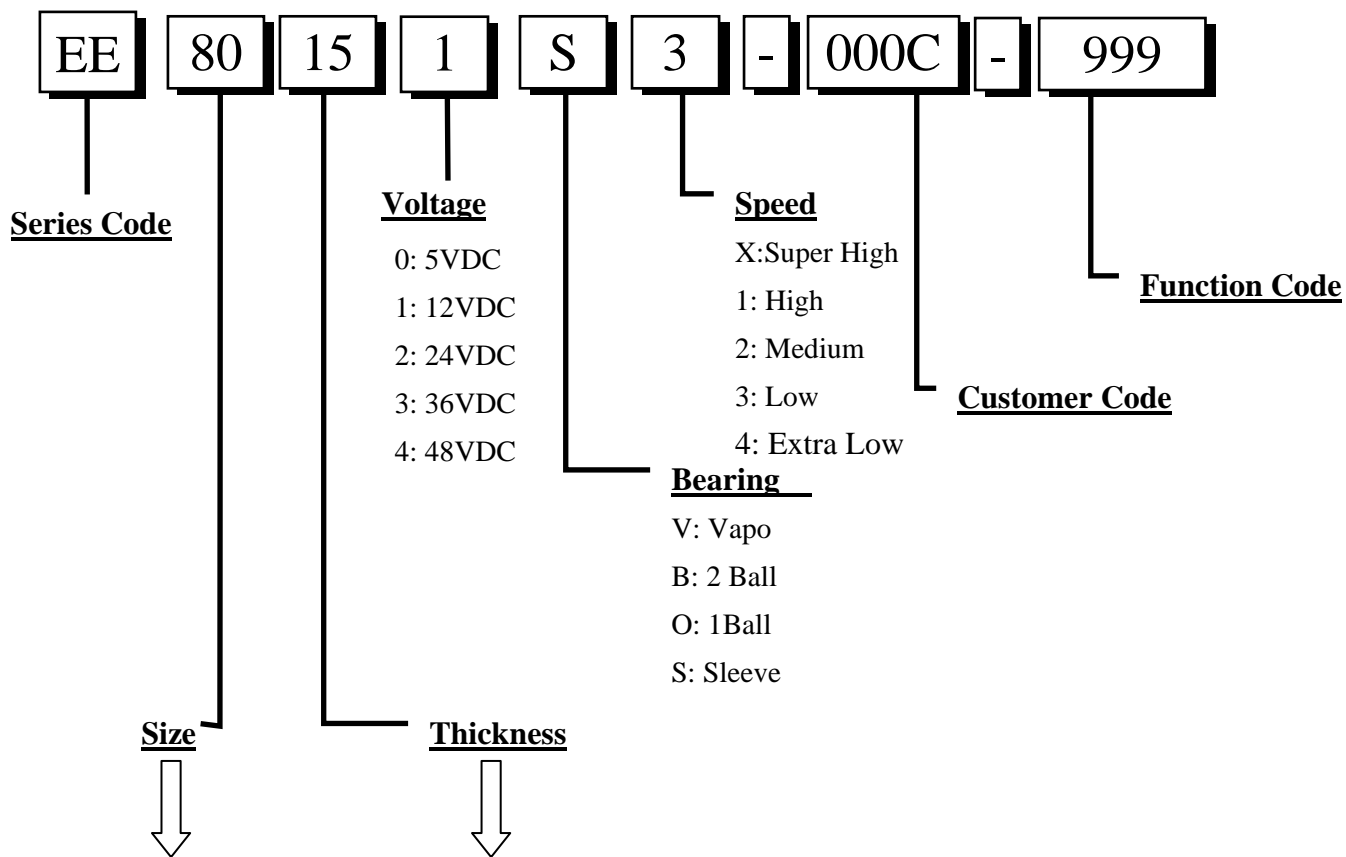 EE 80 15 1 S 3 - 000C - 999
Series Code
Voltage
0: 5VDC
1: 12VDC
2: 24VDC
3: 36VDC
4: 48VDC
Speed
X:Super High
1: High
2: Medium
3: Low
4: Extra Low
Function Code
Customer Code
Bearing
V: Vapo
B: 2 Ball
O: 1Ball
S: Sleeve
Size
Thickness